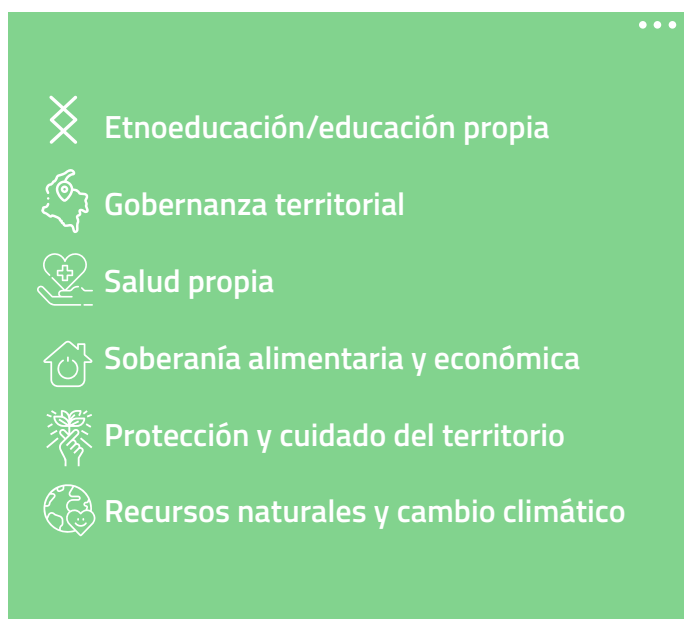 Etnoeducación/educación propia
Gobernanza territorial
Salud propia
Soberanía alimentaria y económica
Protección y cuidado del territorio
Recursos naturales y cambio climático